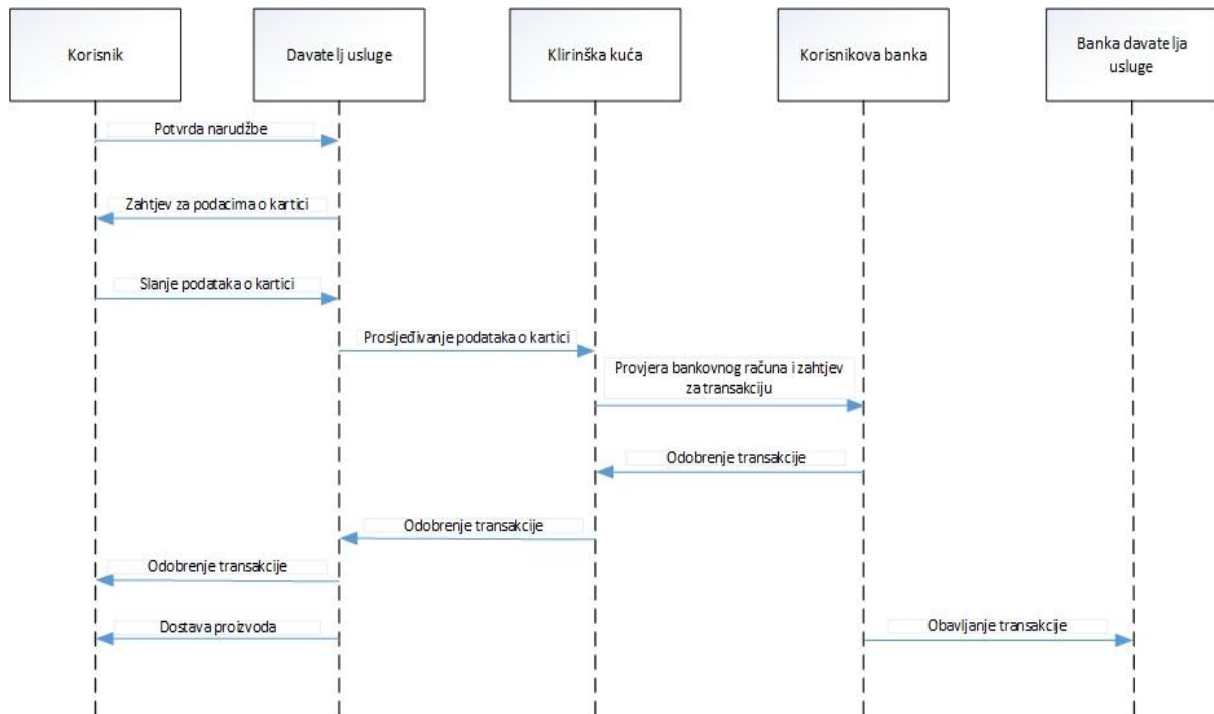 Korisnik
Davatelj usluge
Klirinška kuća
Korisnikova banka
Banka davatelja
usluge
Potvrda narudžbe
Zahtjev za podacima o kartici
Slanje podataka o kartici
Prosljeđivanje podataka o kartici
Provjera bankovnog računa i zahtjev
za transakciju
Odobrenje transakcije
Odobrenje transakcije
Odobrenje transakcije
Dostava proizvoda
Obavljanje transakcije